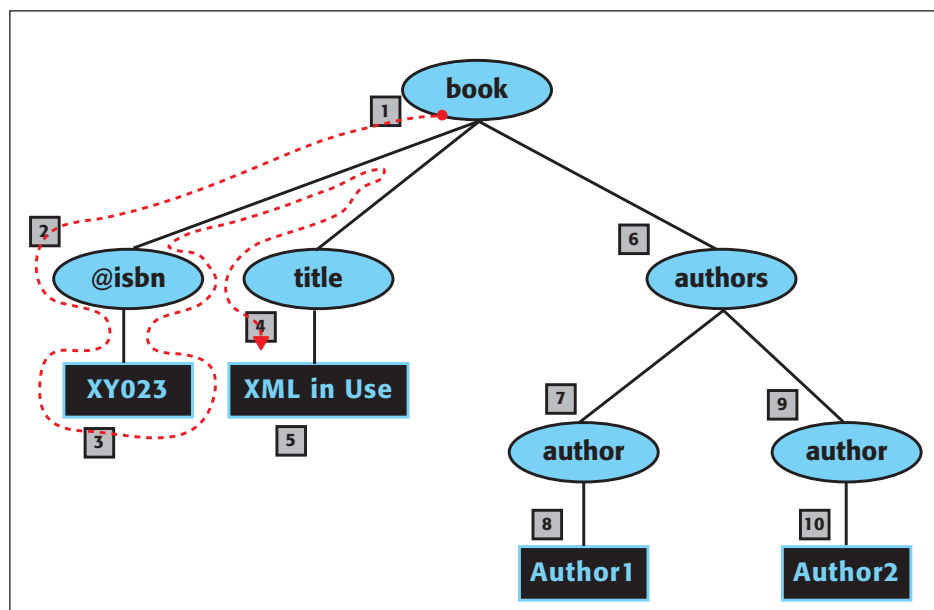 book
1
2
6
@isbn
title
authors
4
XY023
XML in Use
7
9
3
5
author
author
8
10
Author1
Author2